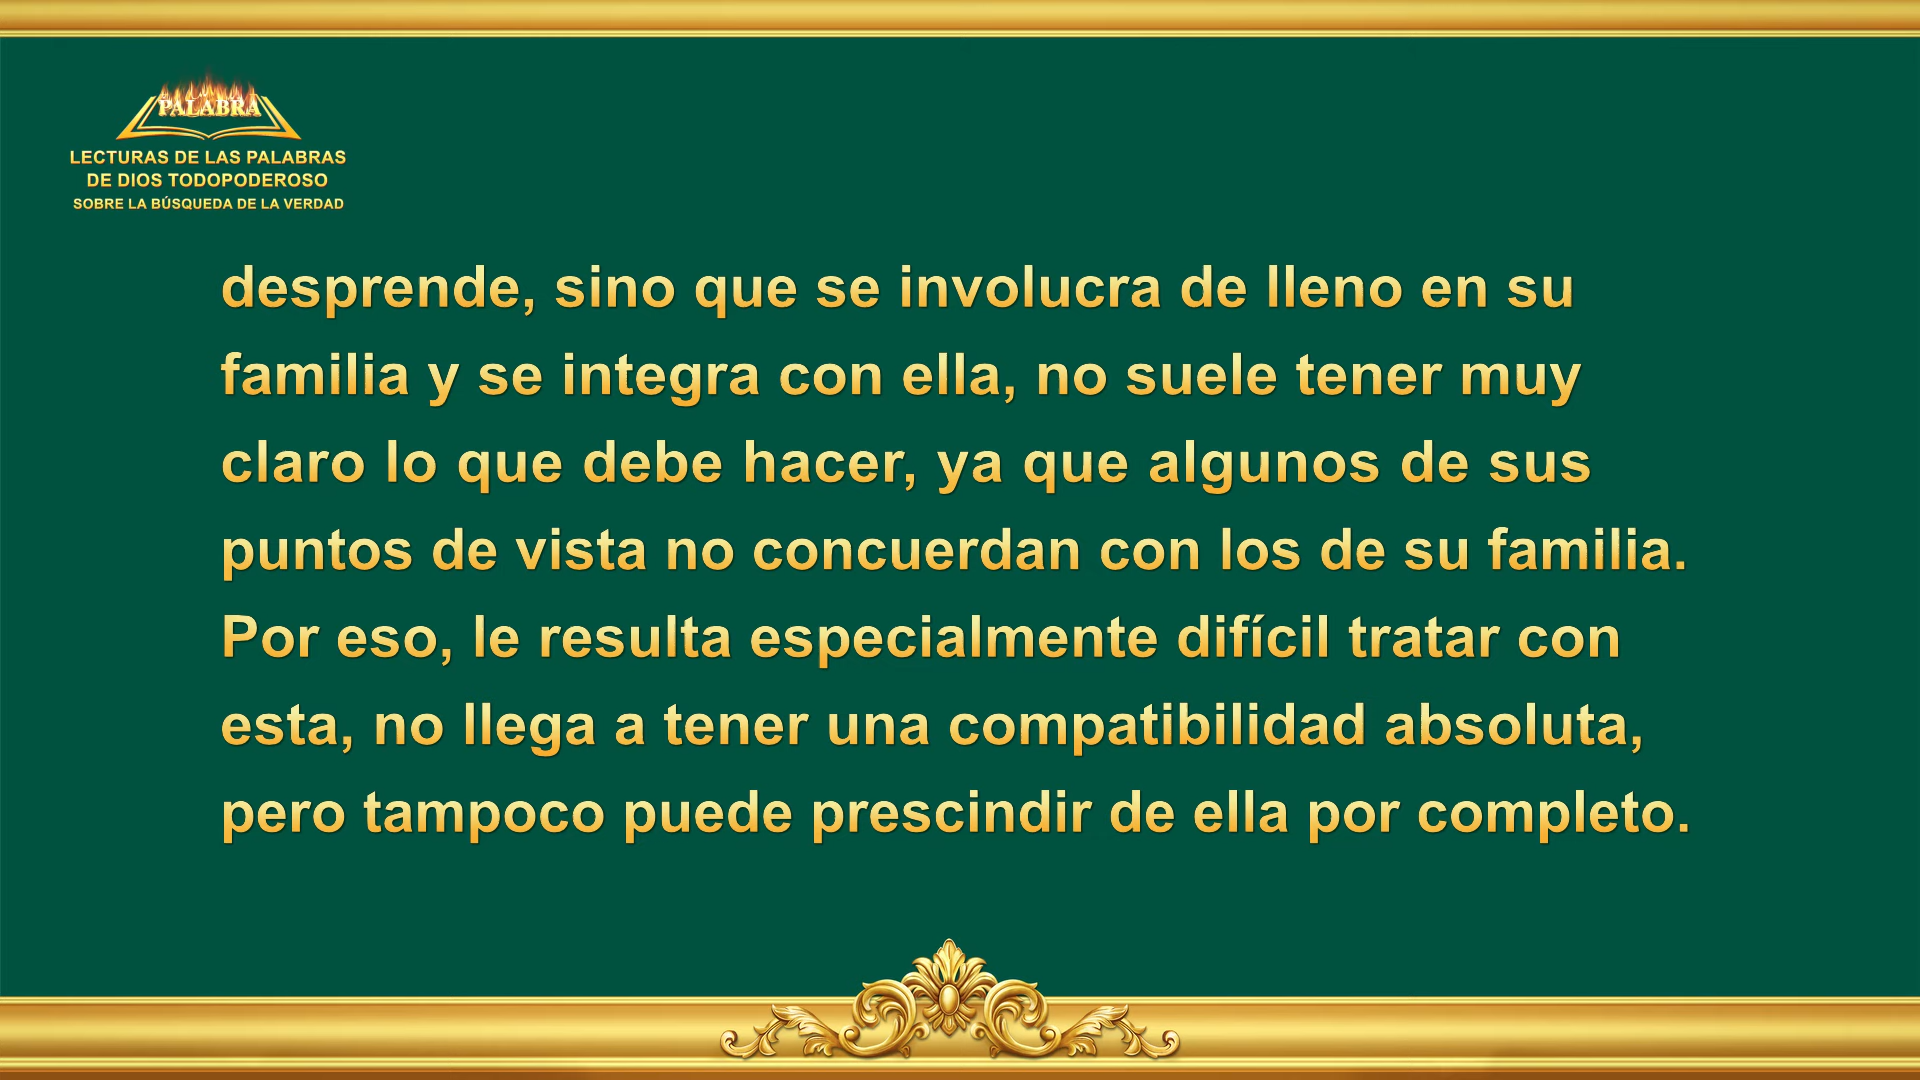 PALABRA
LECTURAS DE LAS PALABRAS
DE DIOS TODOPODEROSO
SOBRE LA BÚSQUEDA DE LA VERDAD
desprende, sino que se involucra de lleno en su
familia y se integra con ella, no suele tener muy
claro lo que debe hacer, ya que algunos de sus
puntos de vista no concuerdan con los de su familia.
Por eso, le resulta especialmente difícil tratar con
esta, no llega a tener una compatibilidad absoluta,
pero tampoco puede prescindir de ella por completo.